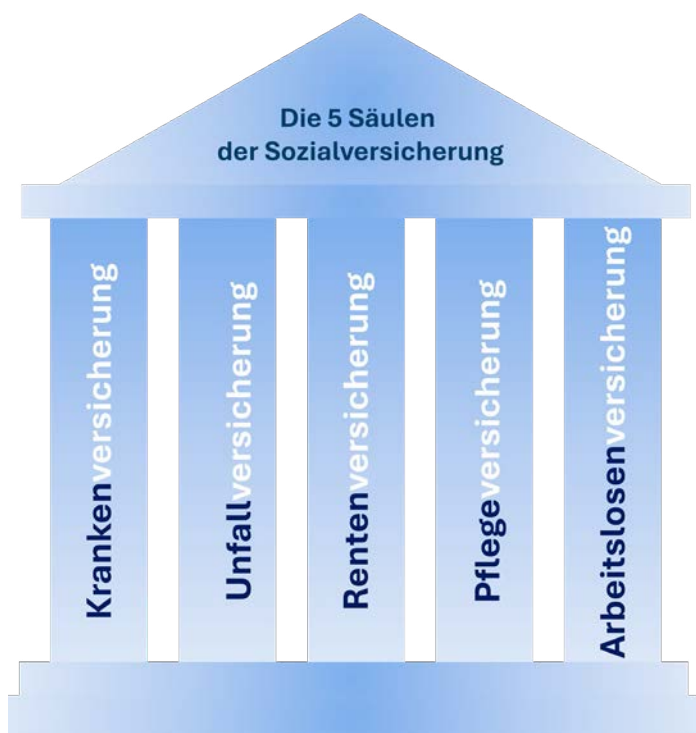 Die 5 Säulen
der Sozialversicherung
Krankenversicherung
Unfallversicherung
Rentenversicherung
Pflegeversicherung
Arbeitslosenversicherung